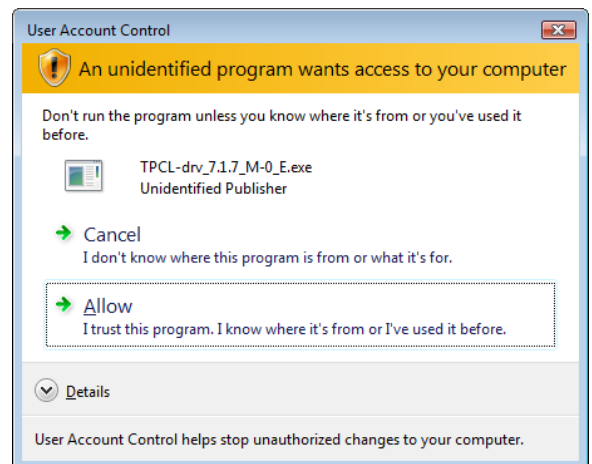 User Account Control
An unidentified program wants access to your computer
Don't run the program unless you know where it's from or you've used it
before.
TPCL-drv_7.1.7_M-0_E.exe
Unidentified Publisher
Cancel
I don't know where this program is from or what it's for.
Allow
I trust this program. I know where it's from or I've used it before.
Details
User Account Control helps stop unauthorized changes to your computer.